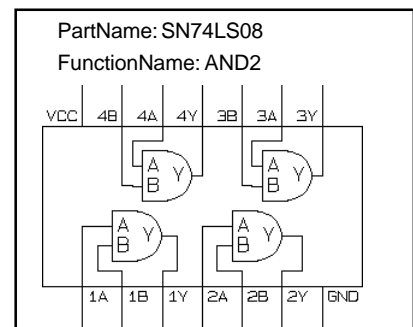 PartName: SN74LS08
FunctionName: AND2
VCC 4B 4A 4Y 3B 3A 3Y
A B Y A B Y
A B Y A B Y
1A 1B 1Y 2A 2B 2Y GND